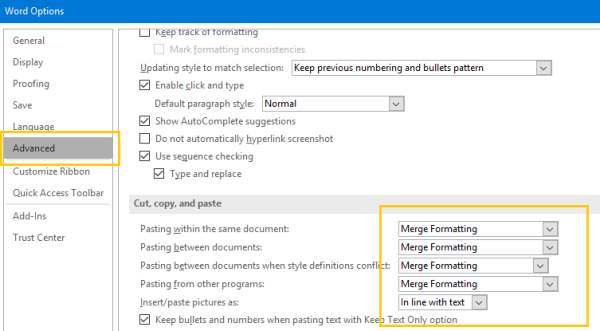 Word Options
General
Display
Proofing
Save
Language
Advanced
Customize Ribbon
Quick Access Toolbar
Add-Ins
Trust Center
Keep track of formatting
Mark formatting inconsistencies
Updating style to match selection: Keep previous numbering and bullets pattern
Enable click and type
Default paragraph style: Normal
Show AutoComplete suggestions
Do not automatically hyperlink screenshot
Use sequence checking
Type and replace
Cut, copy, and paste
Pasting within the same document: Merge Formatting
Pasting between documents: Merge Formatting
Pasting between documents when style definitions conflict: Merge Formatting
Pasting from other programs: Merge Formatting
Insert/paste pictures as: In line with text
Keep bullets and numbers when pasting text with Keep Text Only option